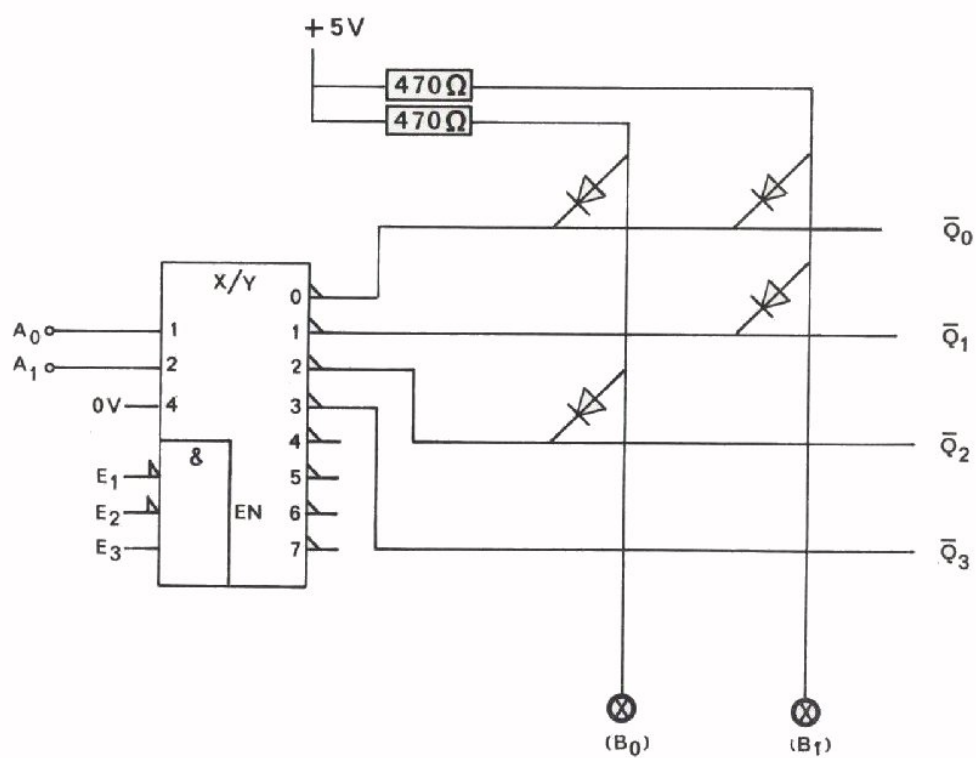 +5V
470Ω
470Ω
Q̅₀
X/Y
0
A₀ 1 1 Q̅₁
A₁ 2 2
0V 4 3
& 4 Q̅₂
E₁ 5
E₂ EN 6
E₃ 7 Q̅₃
(B₀) (B₁)